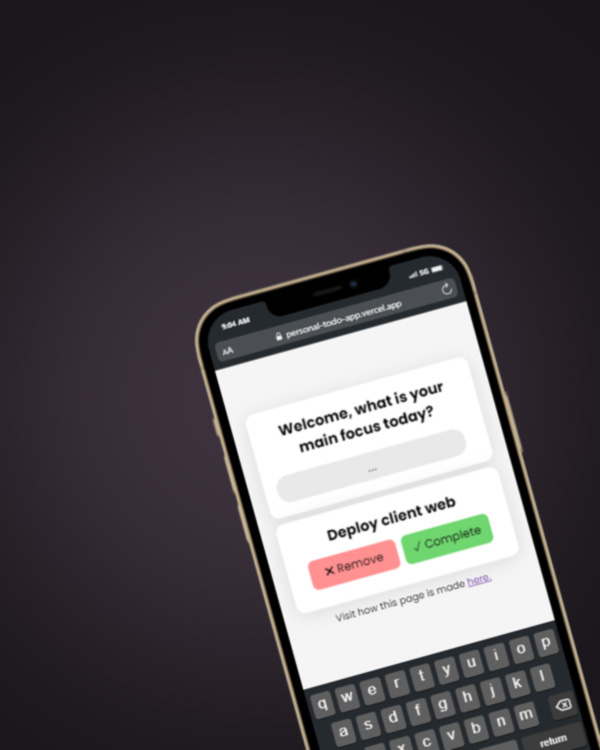 9:04 AM
5G
AA
personal-todo-app.vercel.app
Welcome, what is your
main focus today?
...
Deploy client web
✕ Remove
✓ Complete
Visit how this page is made here.
q w e r t y u i o p
a s d f g h j k l
x c v b n m
return